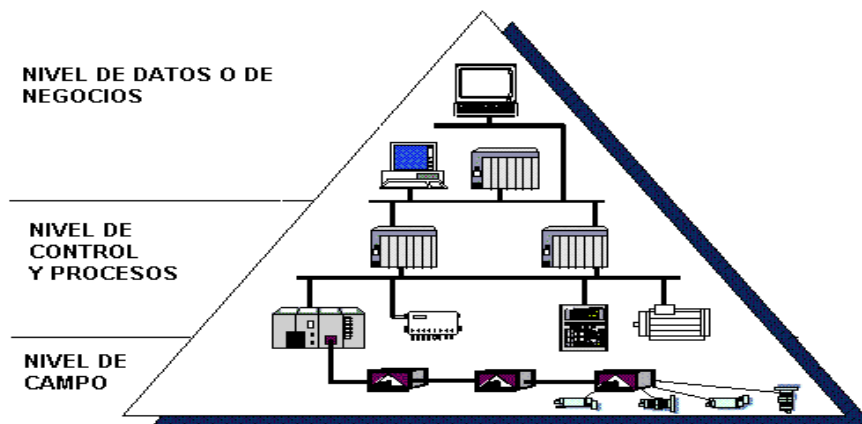 NIVEL DE DATOS O DE
NEGOCIOS
NIVEL DE
CONTROL
Y PROCESOS
NIVEL DE
CAMPO